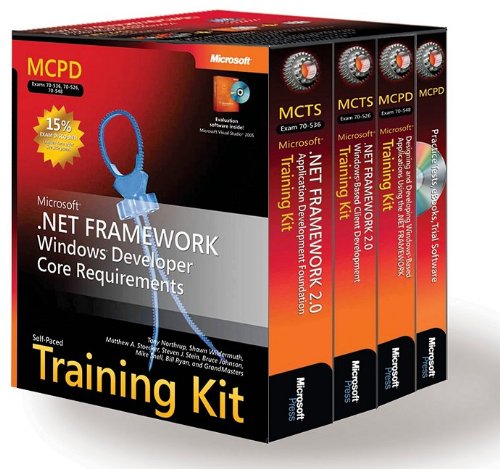 MCPD
Exams 70-536, 70-526,
70-548
Microsoft
15%
Evaluation
software inside!
Microsoft Visual Studio 2005
Microsoft
.NET FRAMEWORK
Windows Developer
Core Requirements
Tony Northrup, Shawn Wildermuth,
Matthew A. Stoecker, Steven J. Stein, Bruce Johnson,
Mike Snell, Bill Ryan, and GrandMasters
Self-Paced
Training Kit
MCTS
Exam 70-536
Microsoft
.NET FRAMEWORK 2.0
Application Development Foundation
Training Kit
Microsoft
Press
MCTS
Exam 70-526
Microsoft
.NET FRAMEWORK 2.0
Windows-Based Client Development
Training Kit
Microsoft
Press
MCPD
Exam 70-548
Microsoft
Designing and Developing Windows-Based
Applications Using the .NET FRAMEWORK
Training Kit
Microsoft
Press
MCPD
Practice Tests, eBooks, Trial Software
Microsoft
Press